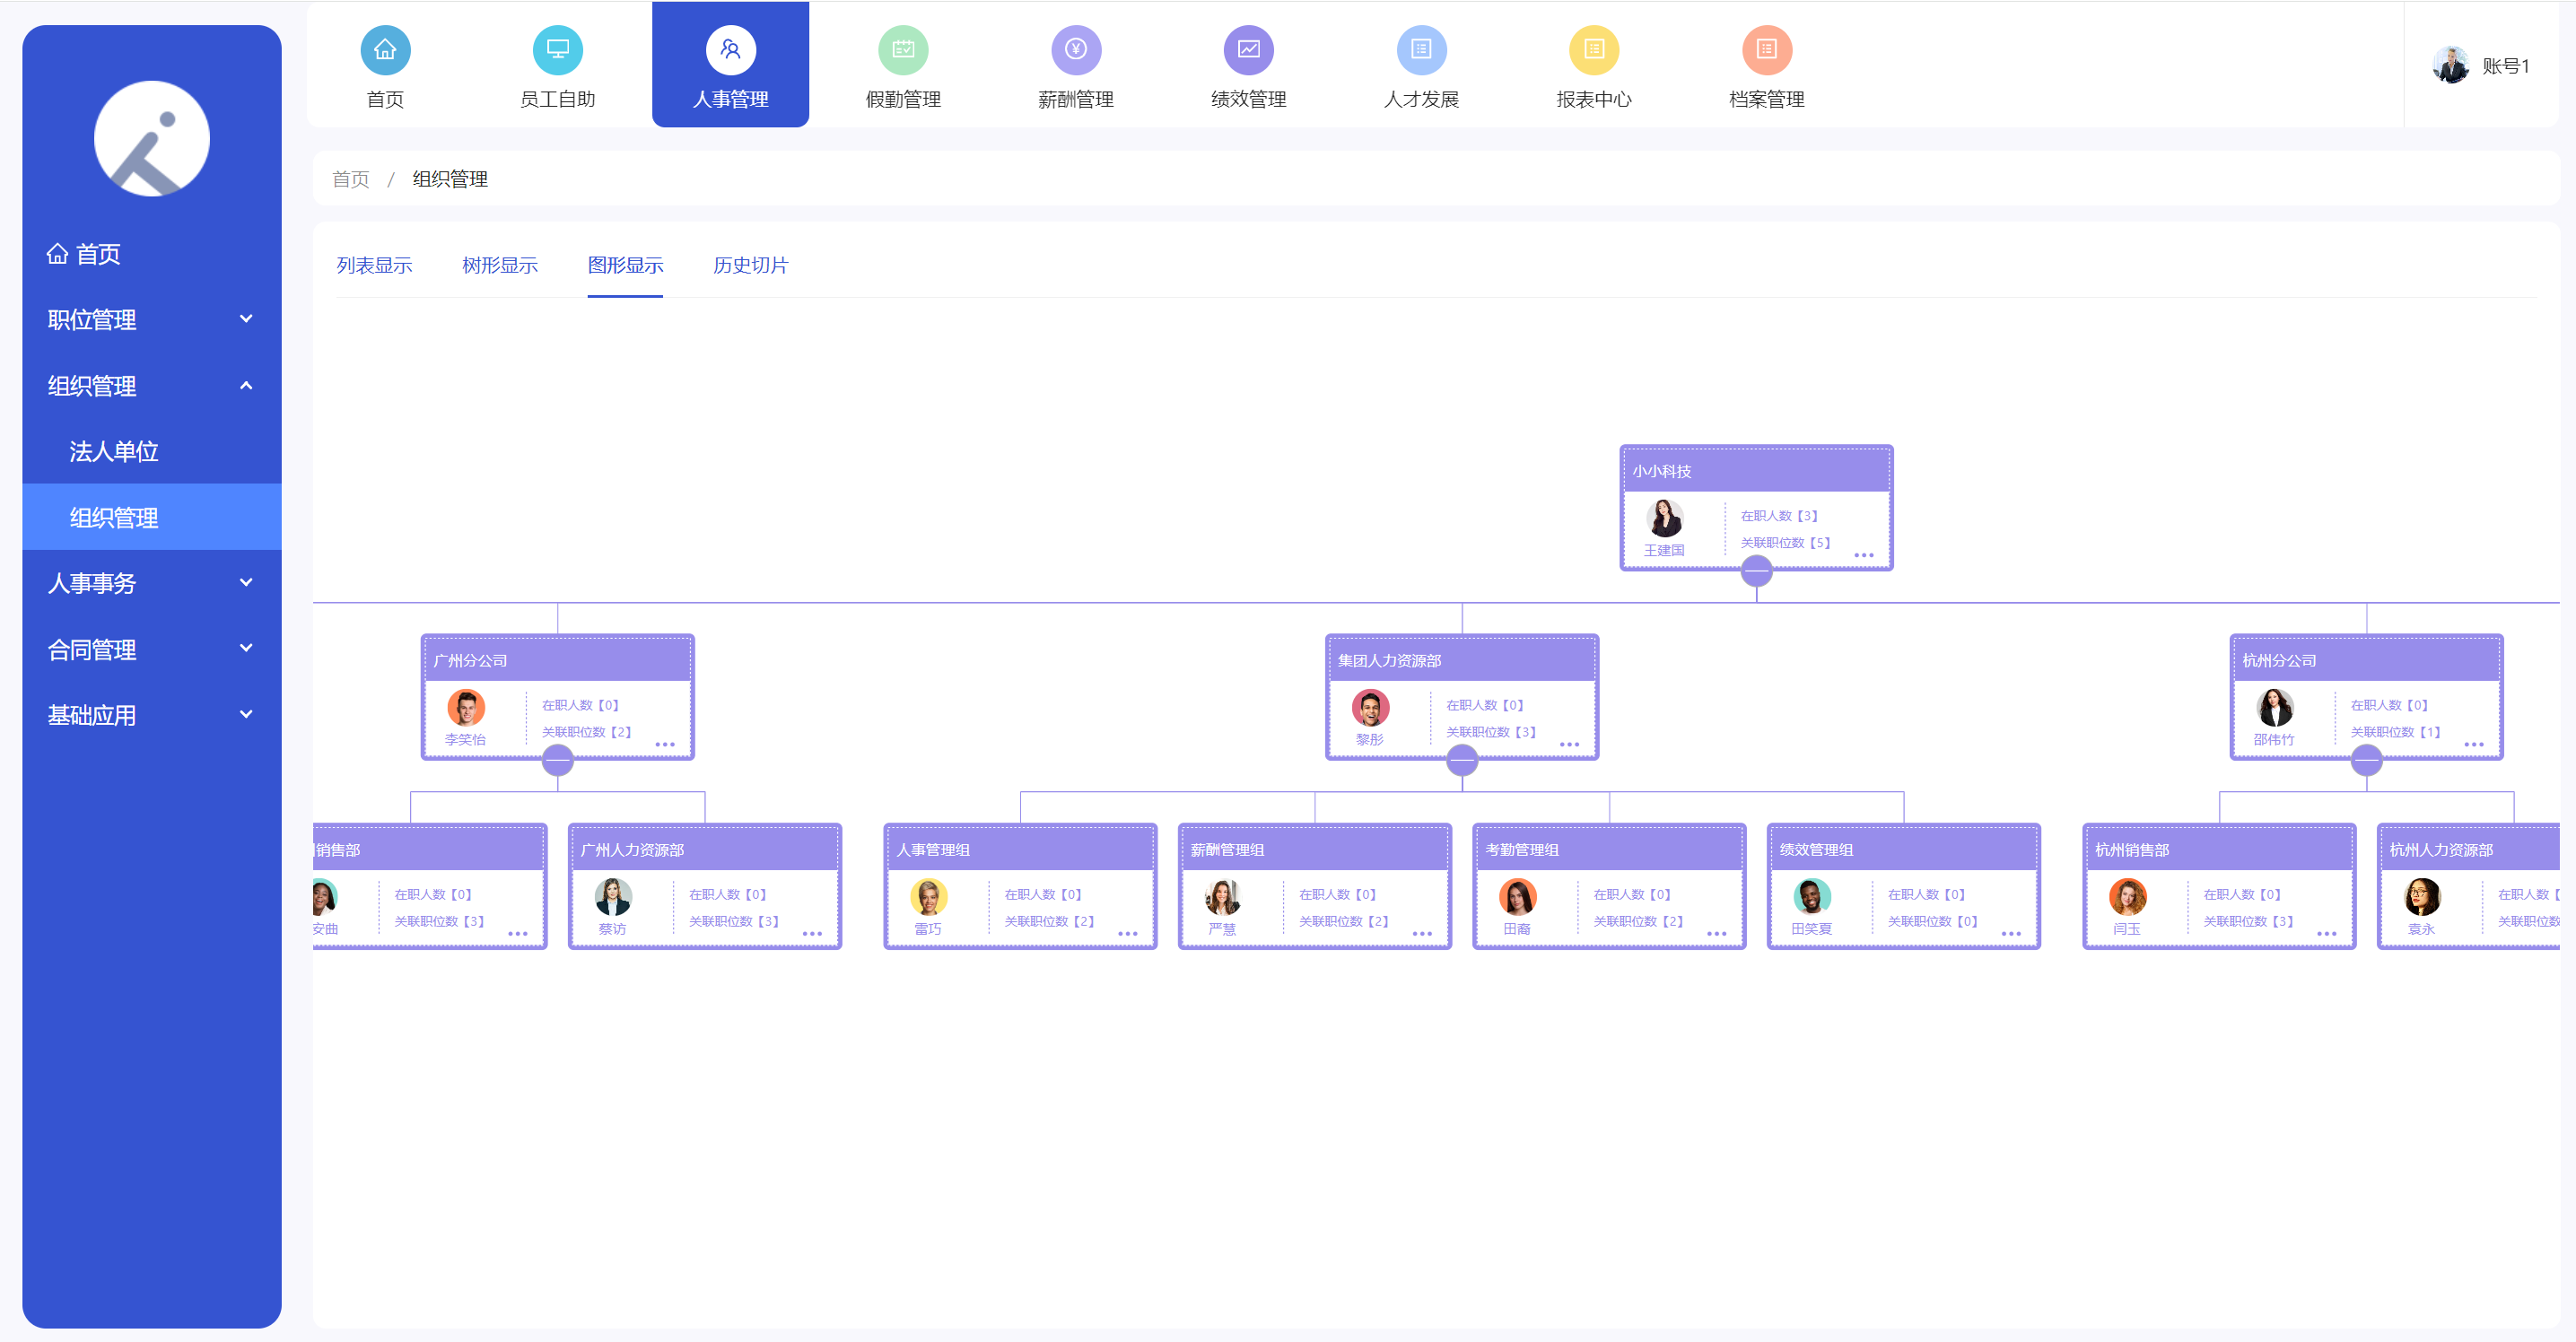 首页
员工自助
人事管理
假勤管理
薪酬管理
绩效管理
人才发展
报表中心
档案管理
账号1
首页
职位管理
组织管理
法人单位
组织管理
人事事务
合同管理
基础应用
首页 / 组织管理
列表显示
树形显示
图形显示
历史切片
小小科技
王建国
在职人数【3】
关联职位数【5】
广州分公司
李笑怡
在职人数【0】
关联职位数【2】
集团人力资源部
黎彤
在职人数【0】
关联职位数【3】
杭州分公司
邵伟竹
在职人数【0】
关联职位数【1】
销售部
安曲
在职人数【0】
关联职位数【3】
广州人力资源部
蔡访
在职人数【0】
关联职位数【3】
人事管理组
雷巧
在职人数【0】
关联职位数【2】
薪酬管理组
严慧
在职人数【0】
关联职位数【2】
考勤管理组
田裔
在职人数【0】
关联职位数【2】
绩效管理组
田笑夏
在职人数【0】
关联职位数【0】
杭州销售部
闫玉
在职人数【0】
关联职位数【3】
杭州人力资源部
袁永
在职人数【
关联职位数